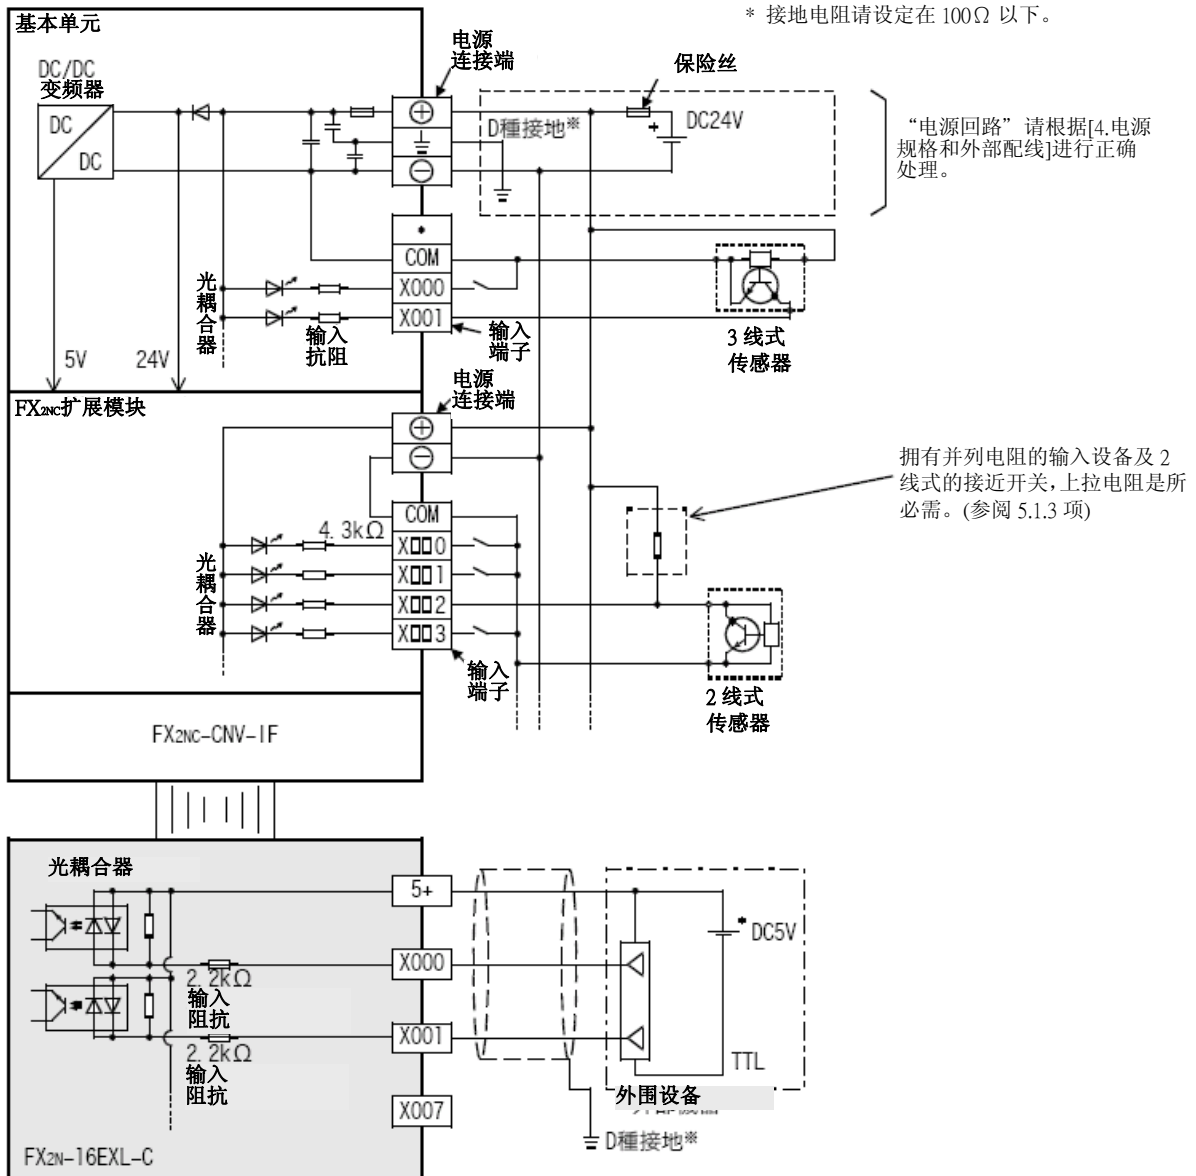 * 接地电阻请设定在 100Ω 以下。
基本单元
电源
连接端
保险丝
DC/DC
变频器
DC
DC
⊕
⊖
D種接地※
+
DC24V
“电源回路”请根据[4.电源
规格和外部配线]进行正确
处理。
•
COM
X000
X001
光
耦
合
器
输入
抗阻
输入
端子
3 线式
传感器
5V
24V
电源
连接端
FX2NC扩展模块
⊕
⊖
拥有并列电阻的输入设备及 2
线式的接近开关,上拉电阻是所
必需。(参阅 5.1.3 项)
COM
4. 3kΩ
X□□0
X□□1
X□□2
X□□3
光
耦
合
器
输入
端子
2 线式
传感器
FX2NC-CNV-IF
光耦合器
5+
* DC5V
X000
2. 2kΩ
输入
阻抗
X001
2. 2kΩ
输入
阻抗
TTL
外围设备
X007
D種接地※
FX2N-16EXL-C